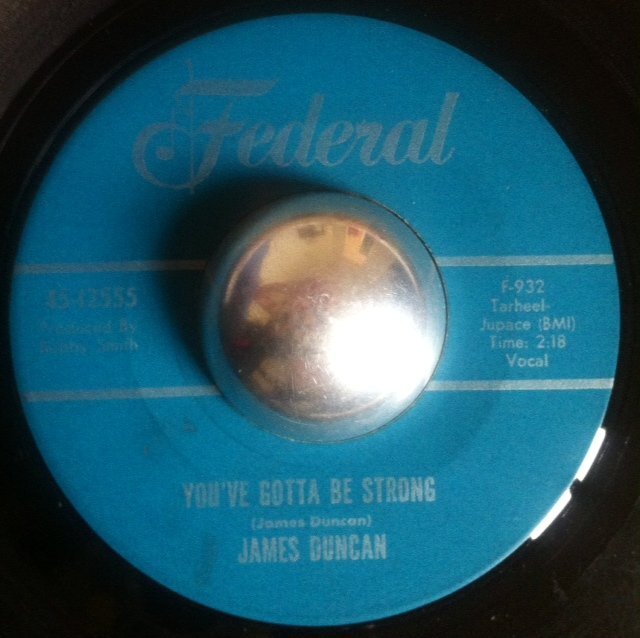 Federal
45-12555
Produced By
Bobby Smith
F-932
Tarheel-
Jupace (BMI)
Time: 2:18
Vocal
YOU'VE GOTTA BE STRONG
(James Duncan)
JAMES DUNCAN